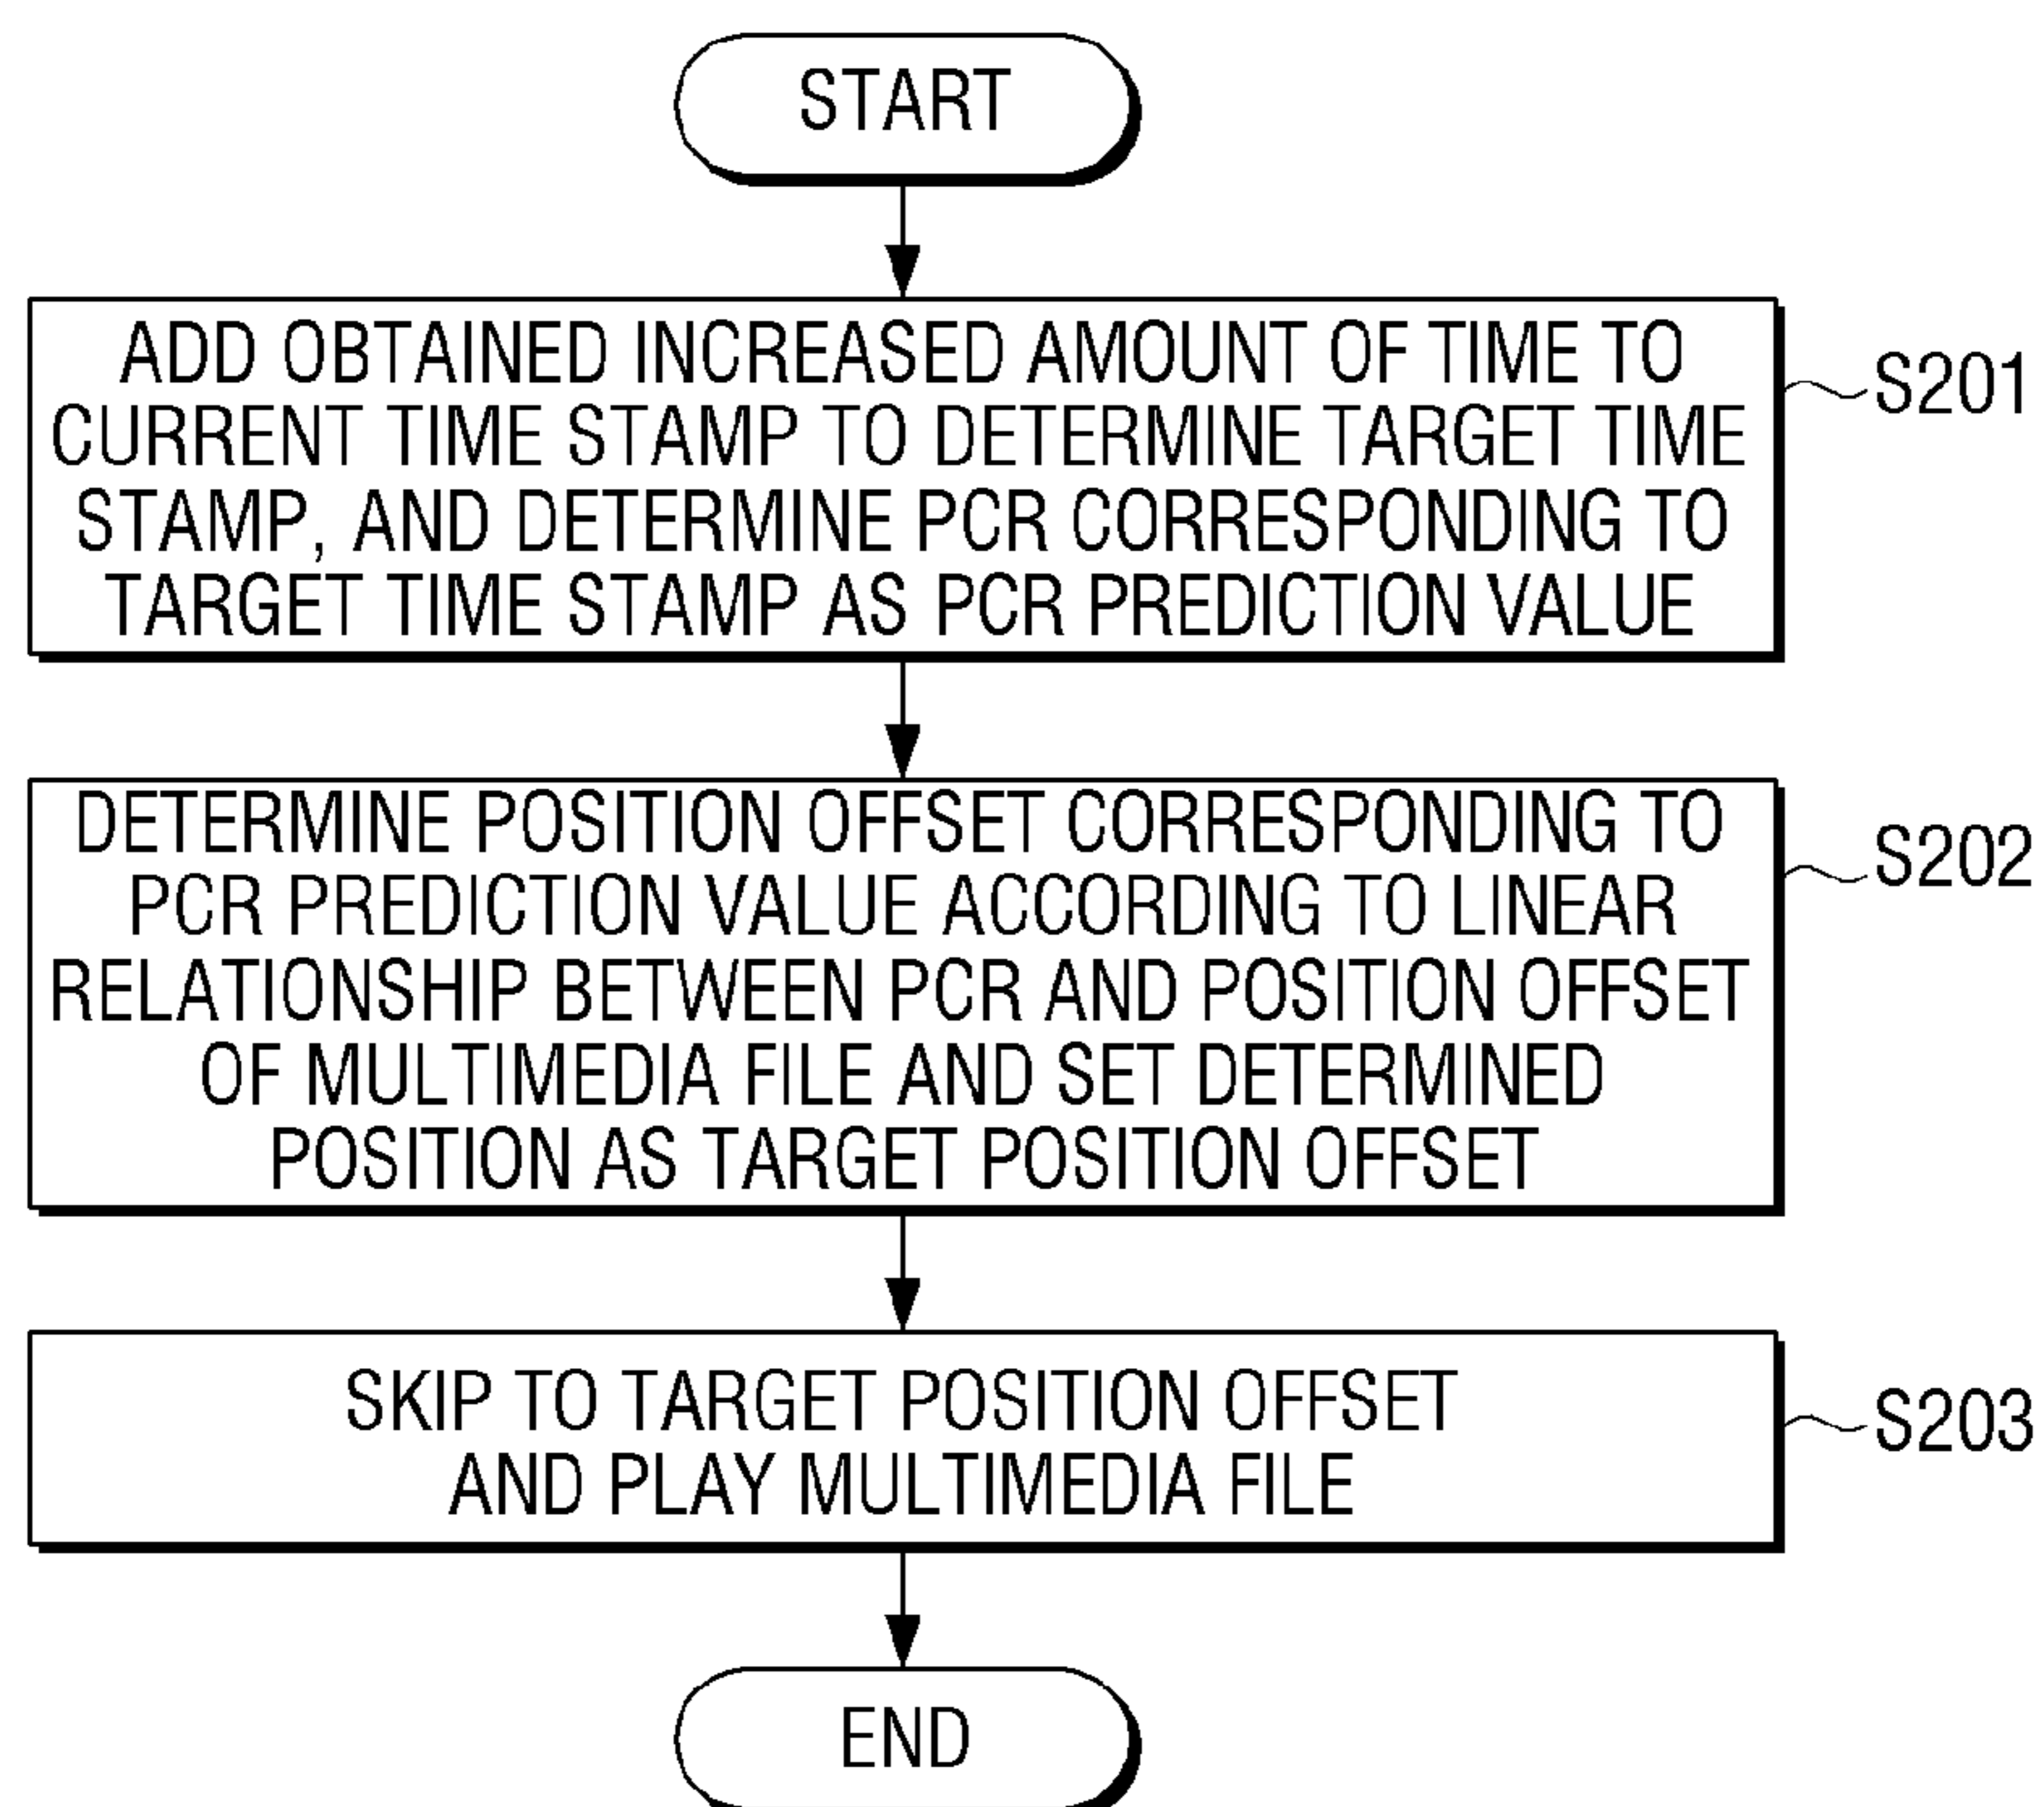 START
ADD OBTAINED INCREASED AMOUNT OF TIME TO
CURRENT TIME STAMP TO DETERMINE TARGET TIME
STAMP, AND DETERMINE PCR CORRESPONDING TO
TARGET TIME STAMP AS PCR PREDICTION VALUE
S201
DETERMINE POSITION OFFSET CORRESPONDING TO
PCR PREDICTION VALUE ACCORDING TO LINEAR
RELATIONSHIP BETWEEN PCR AND POSITION OFFSET
OF MULTIMEDIA FILE AND SET DETERMINED
POSITION AS TARGET POSITION OFFSET
S202
SKIP TO TARGET POSITION OFFSET
AND PLAY MULTIMEDIA FILE
S203
END